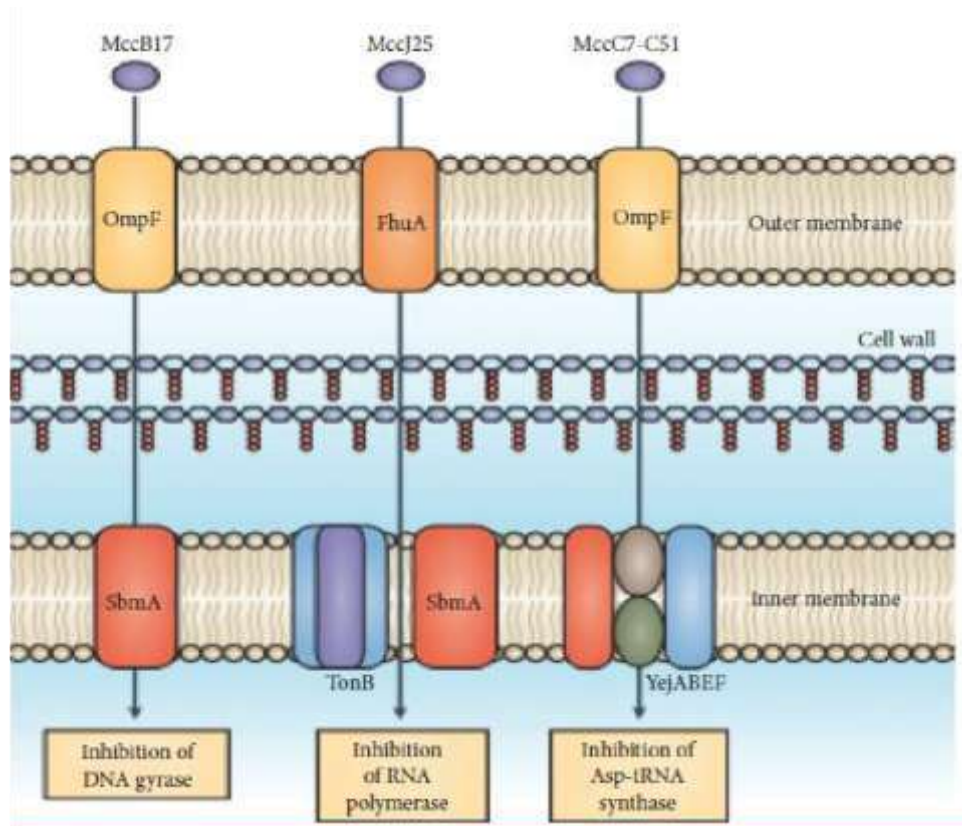 MccB17
MccJ25
MccC7-C51
OmpF
FhuA
OmpF
Outer membrane
Cell wall
SbmA
SbmA
Inner membrane
TonB
YejABEF
Inhibition of
DNA gyrase
Inhibition
of RNA
polymerase
Inhibition of
Asp-tRNA
synthase